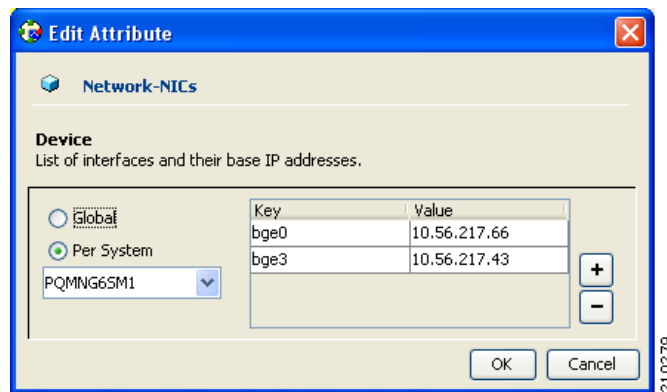 Edit Attribute
Network-NICs
Device
List of interfaces and their base IP addresses.
Global
Per System
PQMNG6SM1
Key Value
bge0 10.56.217.66
bge3 10.56.217.43
+
-
OK Cancel